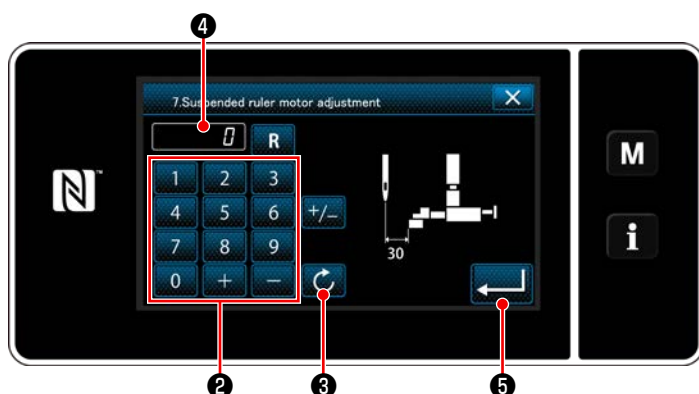 ❹
7.Suspended ruler motor adjustment
0 R
1 2 3
4 5 6 +/−
7 8 9
0 + −
30
M
i
N™
❷ ❸ ❺